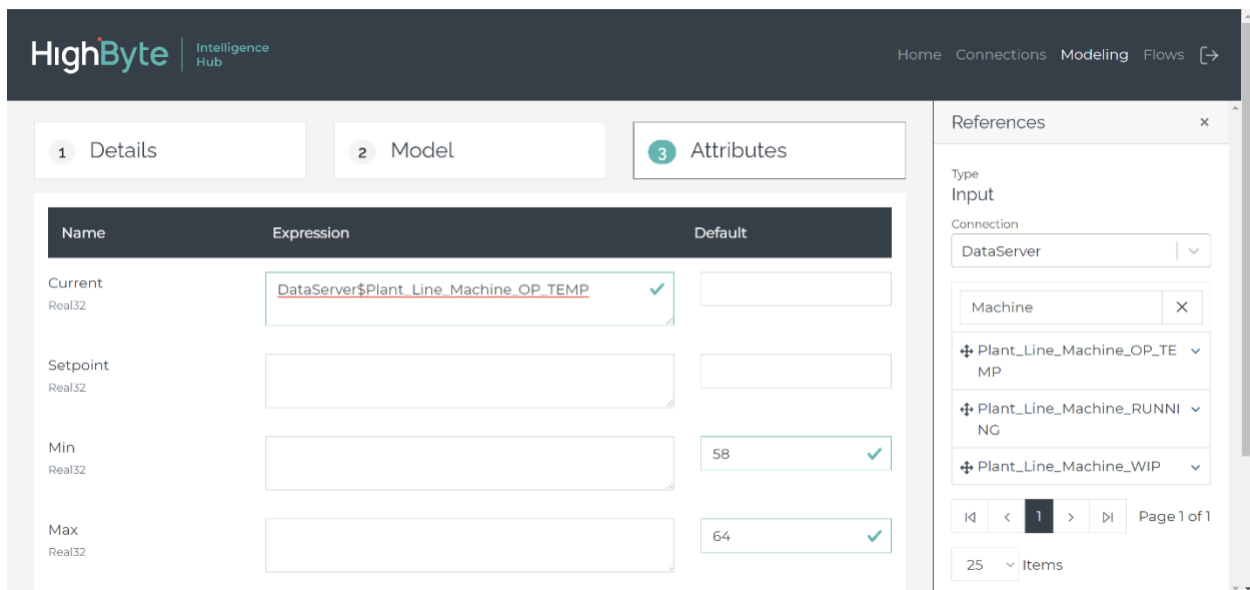 HighByte Intelligence
Hub
Home Connections Modeling Flows
1 Details
2 Model
3 Attributes
Name Expression Default
Current
Real32
DataServer$Plant_Line_Machine_OP_TEMP
Setpoint
Real32
Min
Real32
58
Max
Real32
64
References
Type
Input
Connection
DataServer
Machine
Plant_Line_Machine_OP_TE
MP
Plant_Line_Machine_RUNNI
NG
Plant_Line_Machine_WIP
1 Page 1 of 1
25 Items